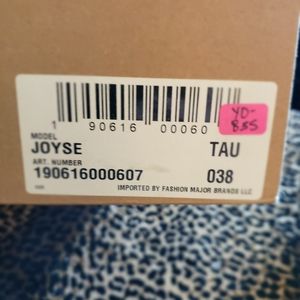 1 90616 00060
YD-
855
MODEL
JOYSE
TAU
ART. NUMBER
190616000607
038
IMPORTED BY FASHION MAJOR BRANDS LLC